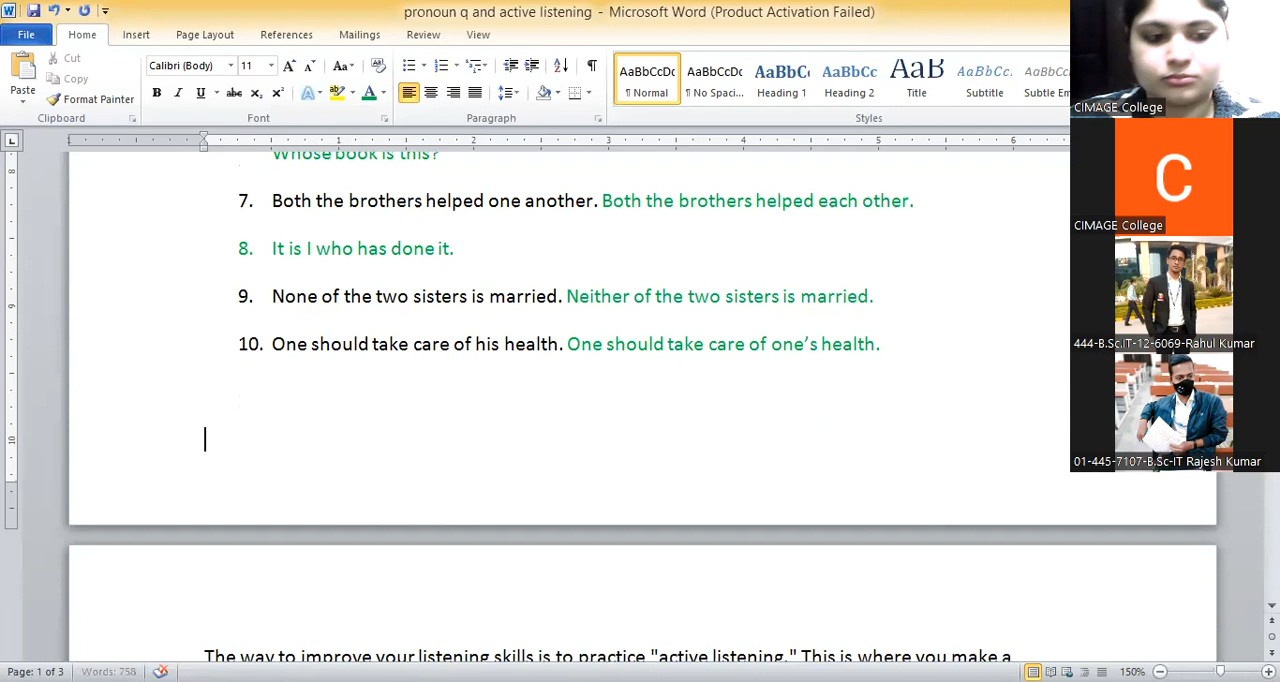 pronoun q and active listening - Microsoft Word (Product Activation Failed)
File Home Insert Page Layout References Mailings Review View
Paste
Cut
Copy
Format Painter
Clipboard
Calibri (Body) 11
Font
Paragraph
AaBbCcDc AaBbCcDc AaBbC AaBbCc AaB AaBbCc. AaBbCc
¶ Normal ¶ No Spaci... Heading 1 Heading 2 Title Subtitle Subtle Em
Styles
Whose book is this?
7. Both the brothers helped one another. Both the brothers helped each other.
8. It is I who has done it.
9. None of the two sisters is married. Neither of the two sisters is married.
10. One should take care of his health. One should take care of one's health.
The way to improve your listening skills is to practice "active listening." This is where you make a
Page: 1 of 3 Words: 758 150%
CIMAGE College
C
CIMAGE College
444-B.Sc.IT-12-6069-Rahul Kumar
01-445-7107-B.Sc-IT Rajesh Kumar